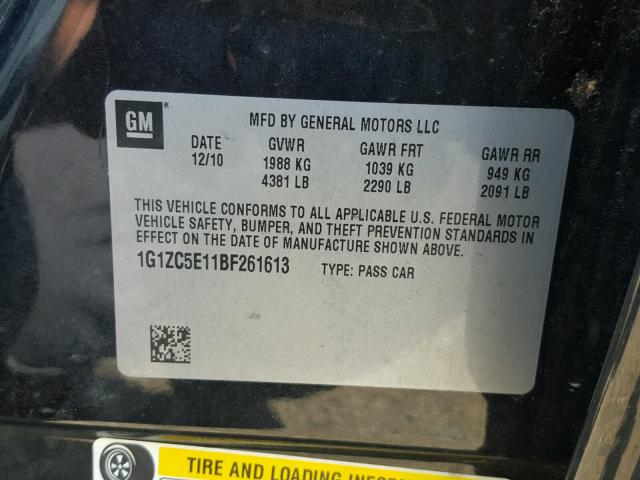 GM
MFD BY GENERAL MOTORS LLC
DATE GVWR GAWR FRT GAWR RR
12/10 1988 KG 1039 KG 949 KG
4381 LB 2290 LB 2091 LB
THIS VEHICLE CONFORMS TO ALL APPLICABLE U.S. FEDERAL MOTOR
VEHICLE SAFETY, BUMPER, AND THEFT PREVENTION STANDARDS IN
EFFECT ON THE DATE OF MANUFACTURE SHOWN ABOVE.
1G1ZC5E11BF261613 TYPE: PASS CAR
TIRE AND LOADING